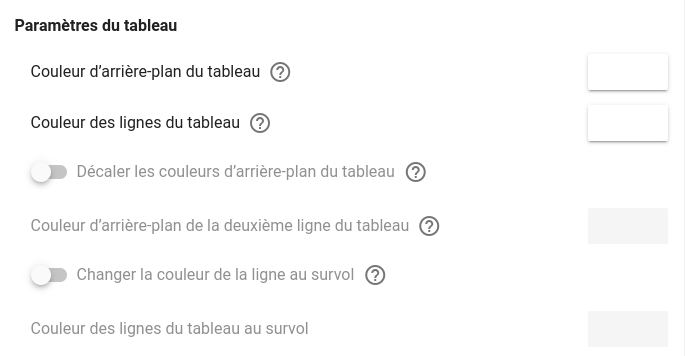 Paramètres du tableau
Couleur d’arrière-plan du tableau ?
Couleur des lignes du tableau ?
Décaler les couleurs d’arrière-plan du tableau ?
Couleur d’arrière-plan de la deuxième ligne du tableau ?
Changer la couleur de la ligne au survol ?
Couleur des lignes du tableau au survol